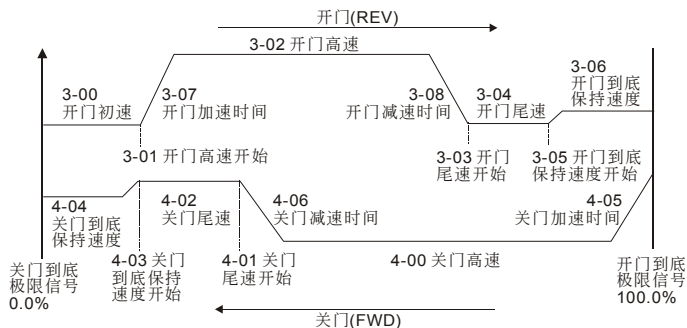 开门(REV)
3-02 开门高速
3-00
开门初速
3-07
开门加速时间
3-08
开门减速时间
3-04
开门尾速
3-06
开门到底
保持速度
3-01 开门高速开始
3-03 开门
尾速开始
3-05 开门到底
保持速度开始
4-04
关门到底
保持速度
4-02
关门尾速
4-06
关门减速时间
4-05
关门加速时间
4-03 关门
到底保持
速度开始
4-01 关门
尾速开始
4-00 关门高速
关门到底
极限信号
0.0%
开门到底
极限信号
100.0%
关门(FWD)